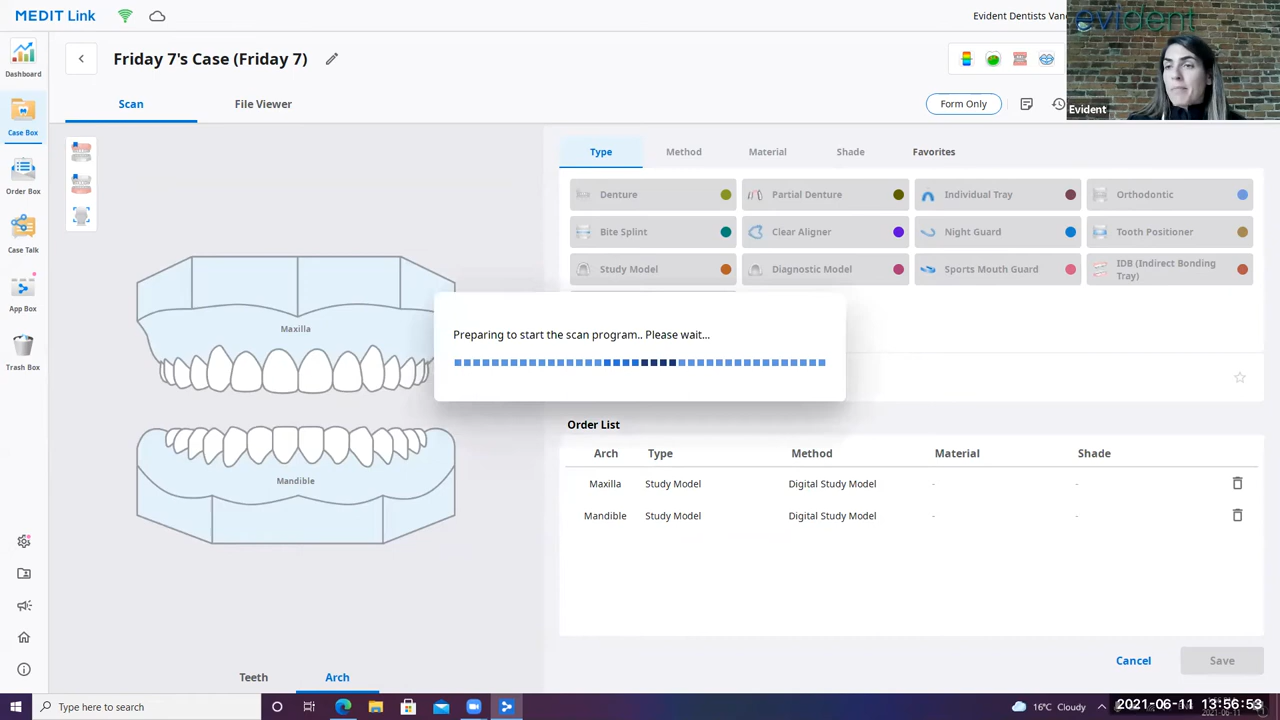 MEDIT Link
Evident Dentists Van
evident
Dashboard
Case Box
Order Box
Case Talk
App Box
Trash Box
Friday 7's Case (Friday 7)
Scan
File Viewer
Form Only
Evident
Type
Method
Material
Shade
Favorites
Denture
Partial Denture
Individual Tray
Orthodontic
Bite Splint
Clear Aligner
Night Guard
Tooth Positioner
Study Model
Diagnostic Model
Sports Mouth Guard
IDB (Indirect Bonding
Tray)
Maxilla
Mandible
Preparing to start the scan program.. Please wait...
Order List
Arch Type Method Material Shade
Maxilla Study Model Digital Study Model - -
Mandible Study Model Digital Study Model - -
Teeth
Arch
Cancel
Save
Type here to search
16°C Cloudy
2021-06-11 13:56:53